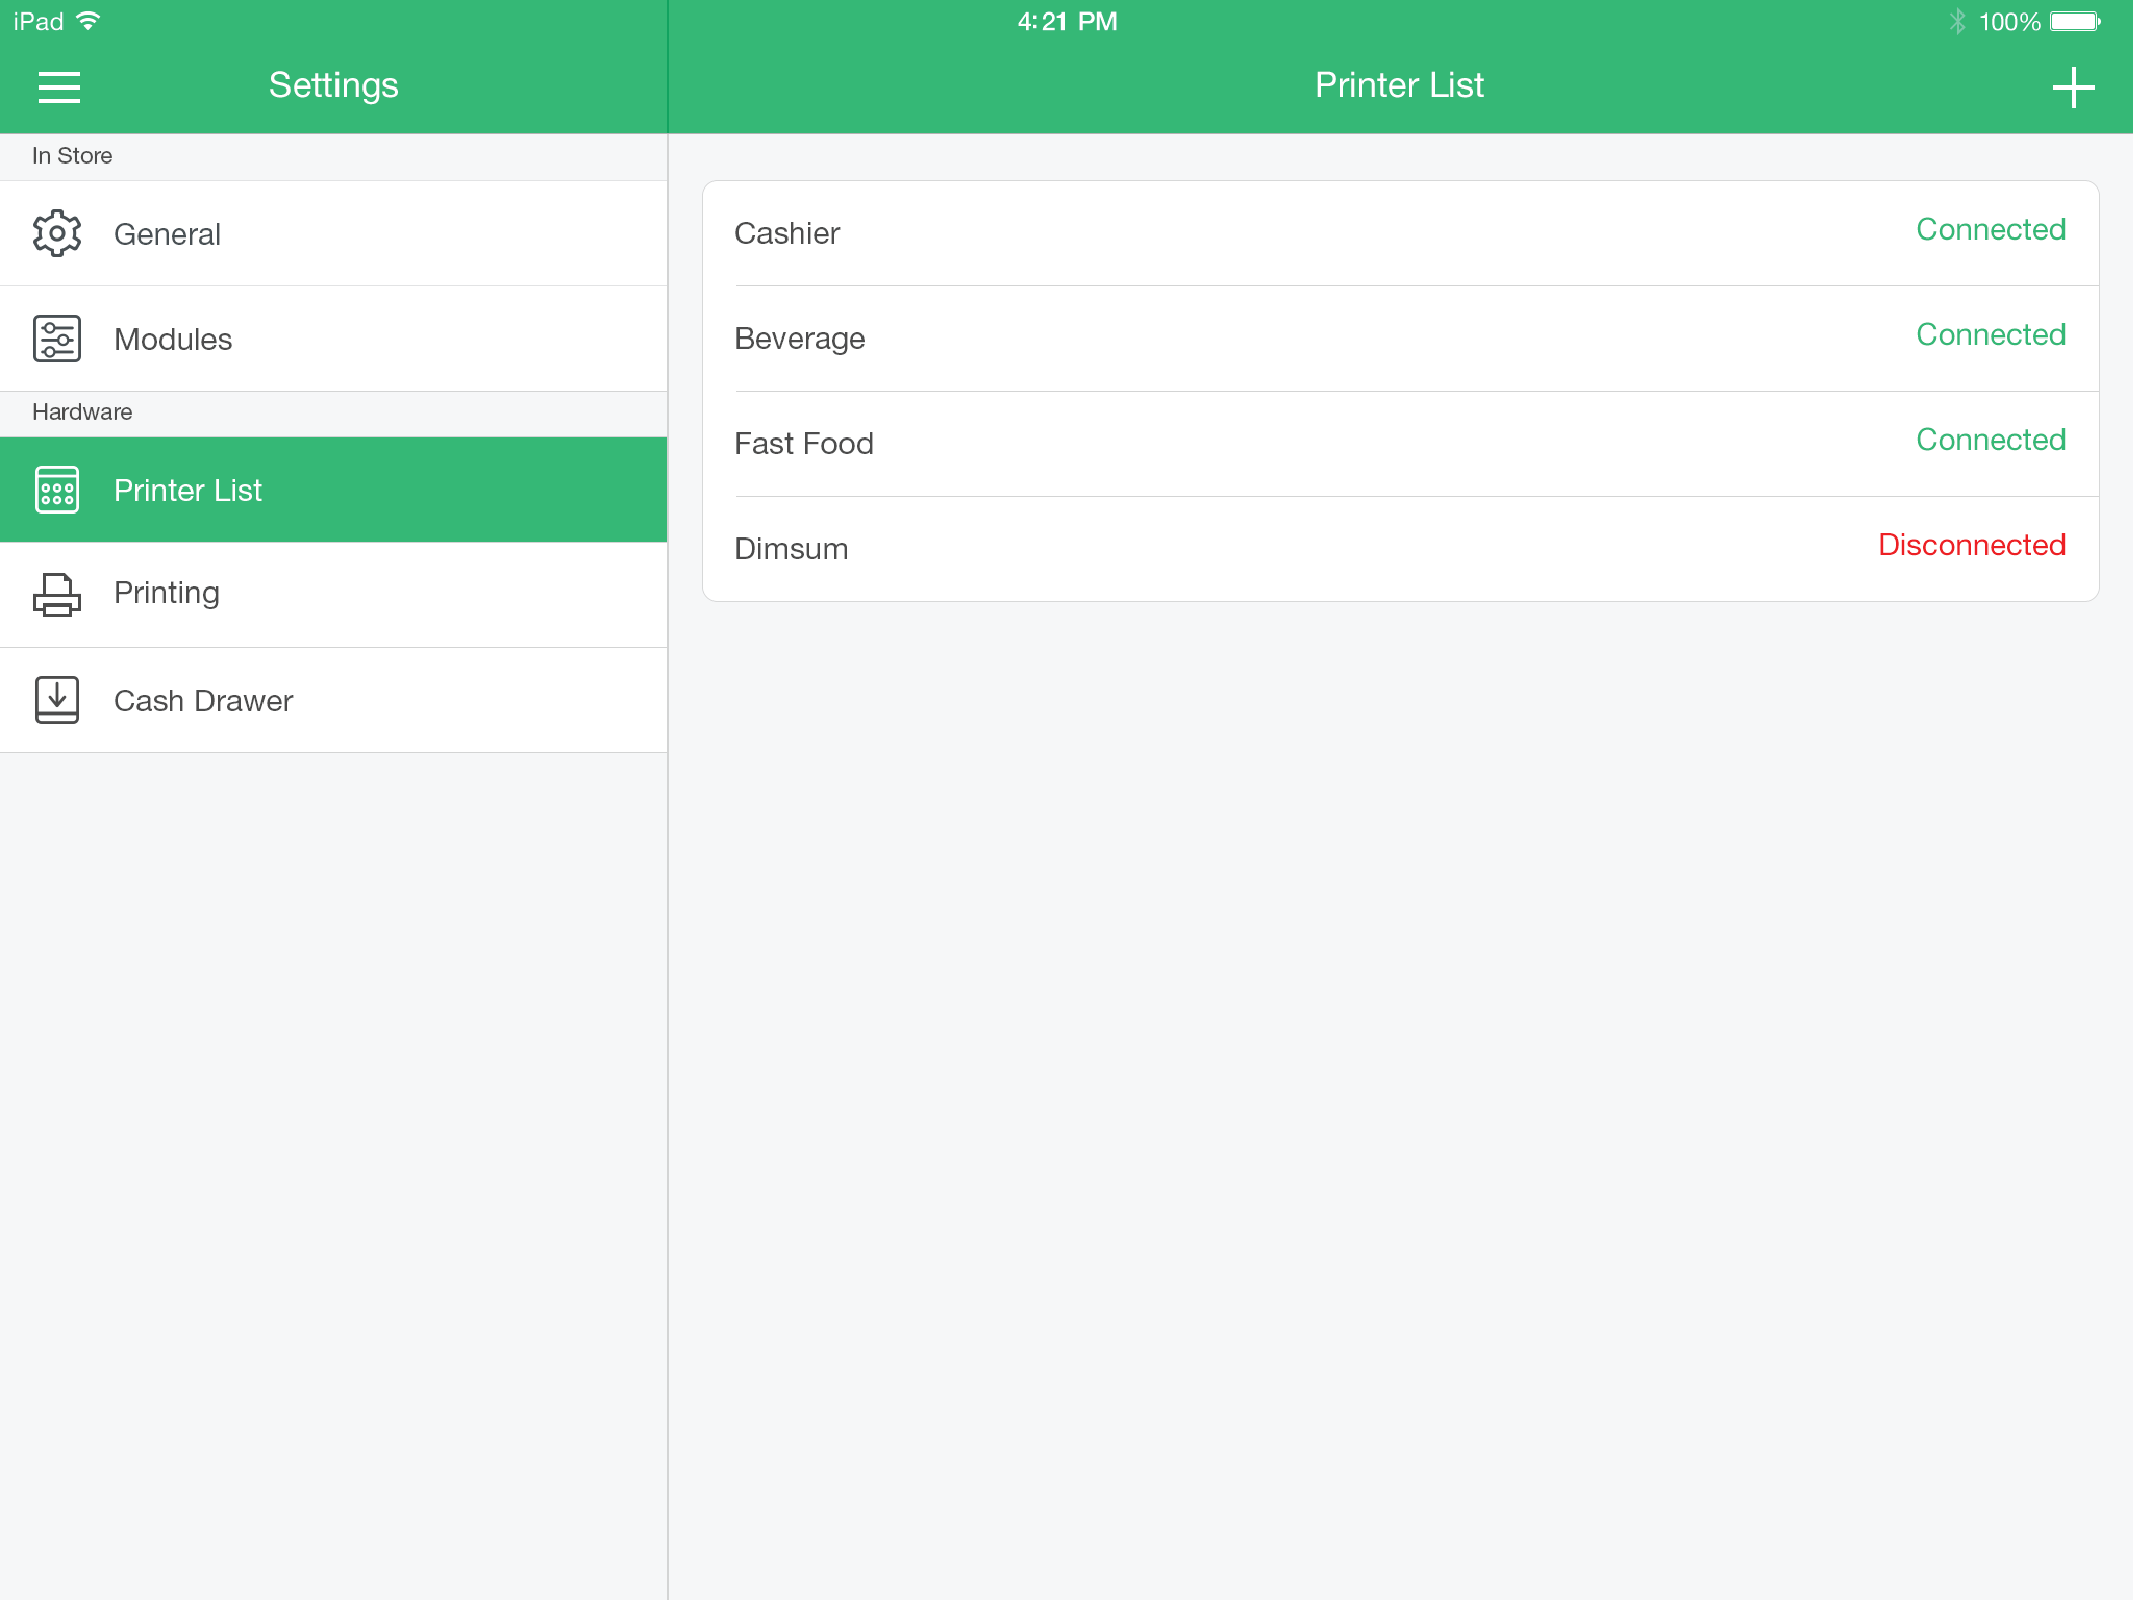 iPad 4:21 PM 100%
Settings Printer List
In Store
General
Modules
Hardware
Printer List
Printing
Cash Drawer
Cashier Connected
Beverage Connected
Fast Food Connected
Dimsum Disconnected